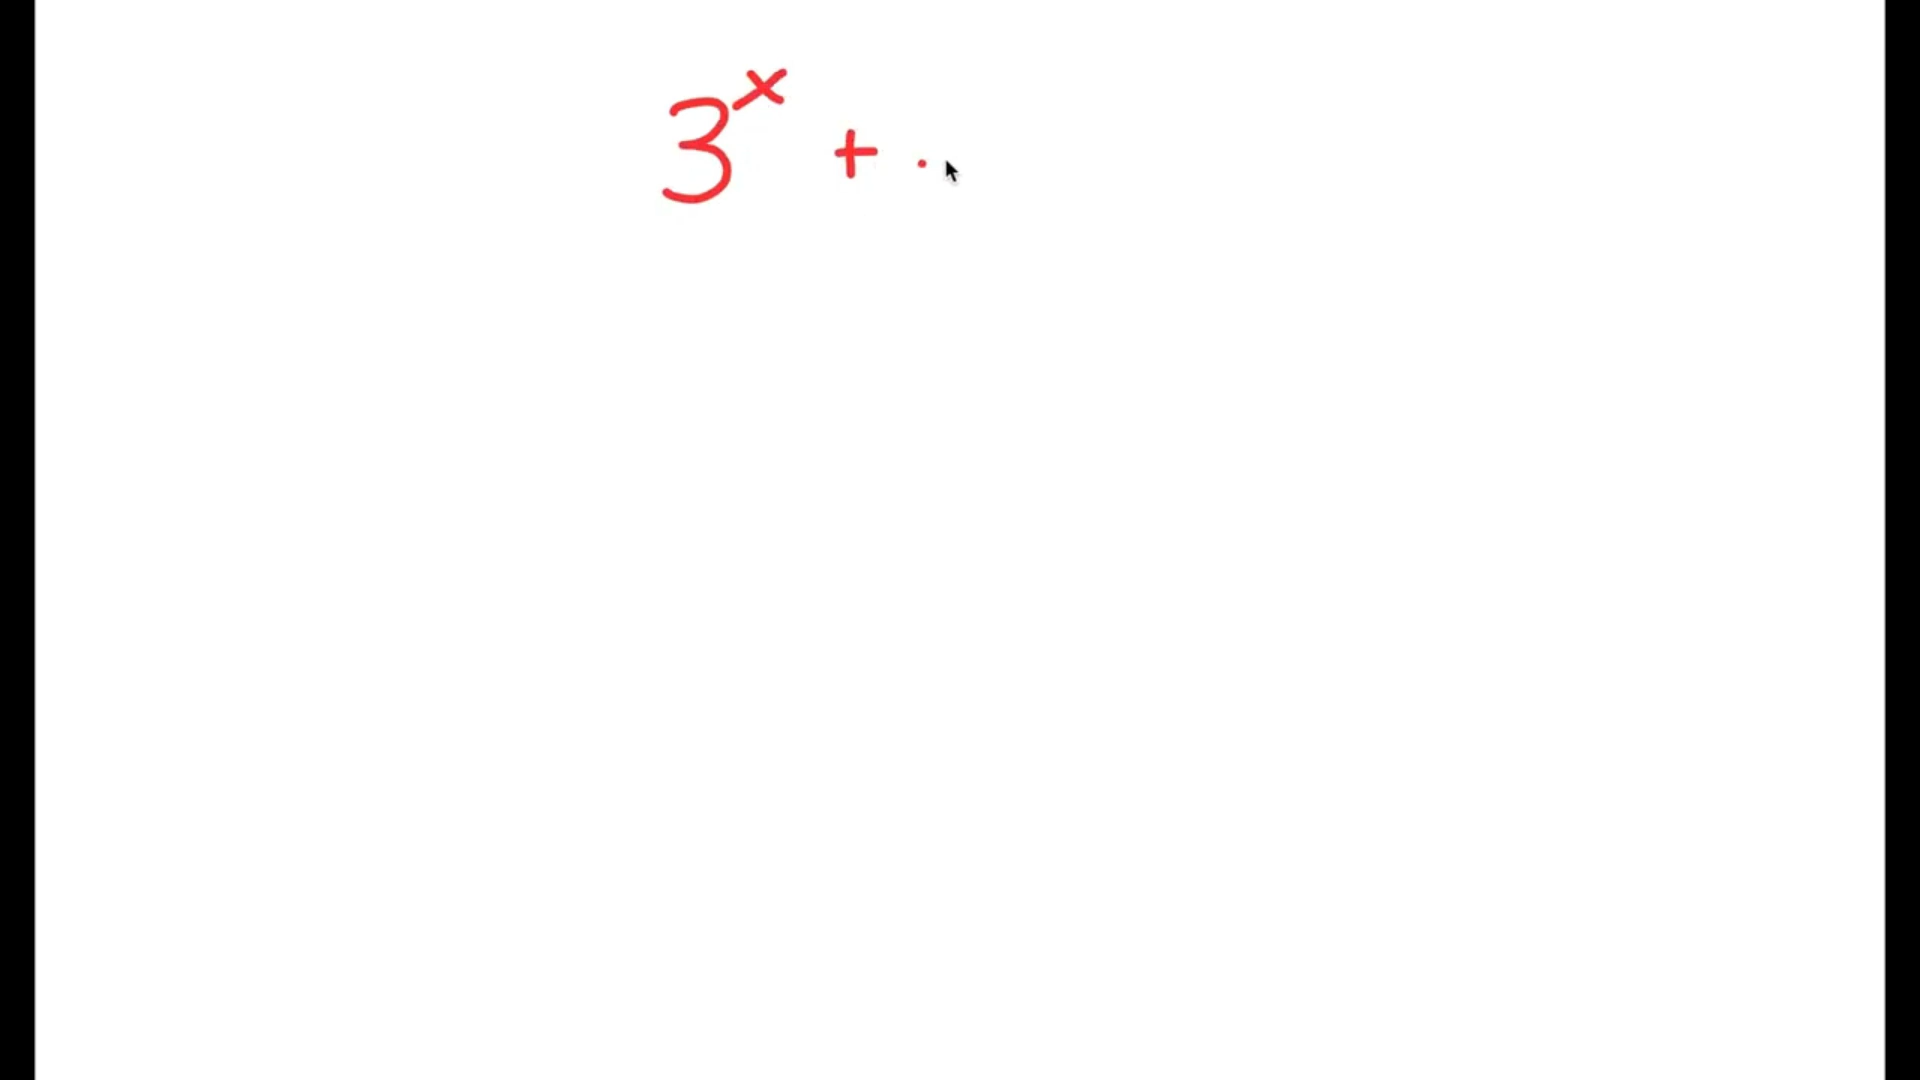 3^x + .